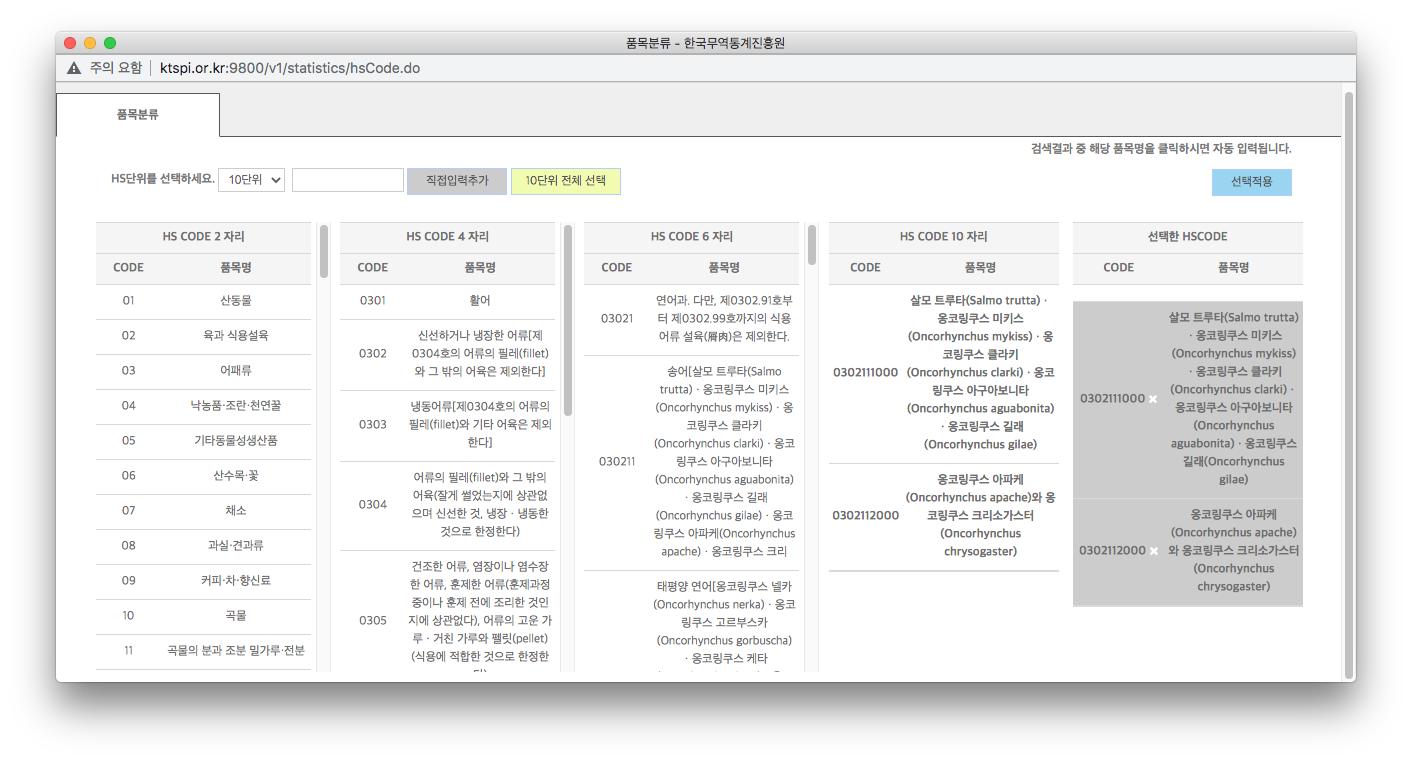 품목분류 - 한국무역통계진흥원
주의 요함 ktspi.or.kr:9800/v1/statistics/hsCode.do
품목분류
검색결과 중 해당 품목명을 클릭하시면 자동 입력됩니다.
HS단위를 선택하세요. 10단위 직접입력추가 10단위 전체 선택 선택적용
HS CODE 2 자리
CODE 품목명
01 산동물
02 육과 식용설육
03 어패류
04 낙농품·조란·천연꿀
05 기타동물성생산품
06 산수목·꽃
07 채소
08 과실·견과류
09 커피·차·향신료
10 곡물
11 곡물의 분과 조분 밀가루·전분
HS CODE 4 자리
CODE 품목명
0301 활어
0302
신선하거나 냉장한 어류[제
0304호의 어류의 필레(fillet)
와 그 밖의 어육은 제외한다]
0303
냉동어류[제0304호의 어류의
필레(fillet)와 기타 어육은 제외
한다]
0304
어류의 필레(fillet)와 그 밖의
어육(잘게 썰었는지에 상관없
으며 신선한 것, 냉장ㆍ냉동한
것으로 한정한다)
0305
건조한 어류, 염장이나 염수장
한 어류, 훈제한 어류(훈제과정
중이나 훈제 전에 조리한 것인
지에 상관없다), 어류의 고운 가
루ㆍ거친 가루와 펠릿(pellet)
(식용에 적합한 것으로 한정한
HS CODE 6 자리
CODE 품목명
03021
연어과. 다만, 제0302.91호부
터 제0302.99호까지의 식용
어류 설육(屑肉)은 제외한다.
030211
송어[살모 트루타(Salmo
trutta)ㆍ옹코링쿠스 미키스
(Oncorhynchus mykiss)ㆍ옹
코링쿠스 클라키
(Oncorhynchus clarki)ㆍ옹코
링쿠스 아구아보니타
(Oncorhynchus aguabonita)
ㆍ옹코링쿠스 길래
(Oncorhynchus gilae)ㆍ옹코
링쿠스 아파케(Oncorhynchus
apache)ㆍ옹코링쿠스 크리
태평양 연어[옹코링쿠스 넬카
(Oncorhynchus nerka)ㆍ옹코
링쿠스 고르부스카
(Oncorhynchus gorbuscha)
ㆍ옹코링쿠스 케타
HS CODE 10 자리
CODE 품목명
0302111000
살모 트루타(Salmo trutta)ㆍ
옹코링쿠스 미키스
(Oncorhynchus mykiss)ㆍ옹
코링쿠스 클라키
(Oncorhynchus clarki)ㆍ옹코
링쿠스 아구아보니타
(Oncorhynchus aguabonita)
ㆍ옹코링쿠스 길래
(Oncorhynchus gilae)
0302112000
옹코링쿠스 아파케
(Oncorhynchus apache)와 옹
코링쿠스 크리소가스터
(Oncorhynchus
chrysogaster)
선택한 HSCODE
CODE 품목명
0302111000
살모 트루타(Salmo trutta)
ㆍ옹코링쿠스 미키스
(Oncorhynchus mykiss)
ㆍ옹코링쿠스 클라키
(Oncorhynchus clarki)ㆍ
옹코링쿠스 아구아보니타
(Oncorhynchus
aguabonita)ㆍ옹코링쿠스
길래(Oncorhynchus
gilae)
0302112000
옹코링쿠스 아파케
(Oncorhynchus apache)
와 옹코링쿠스 크리소가스터
(Oncorhynchus
chrysogaster)